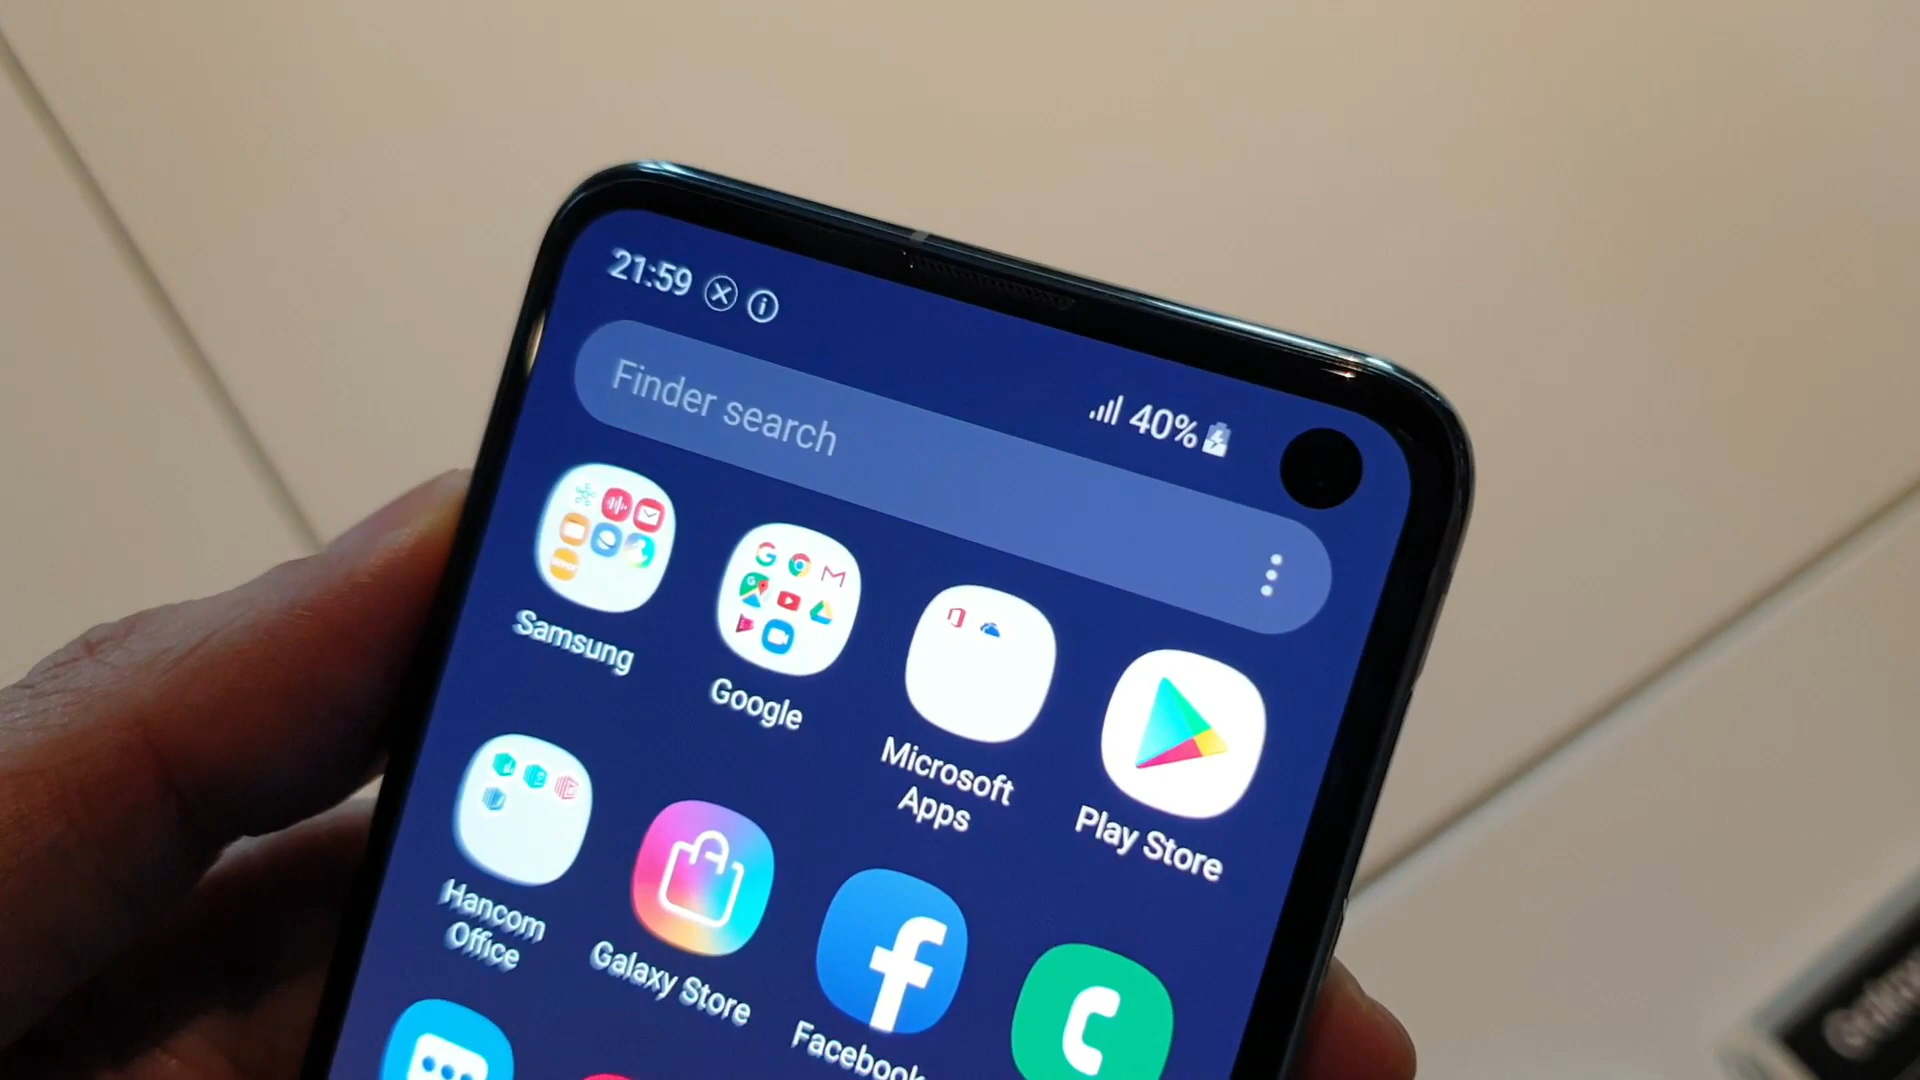 21:59
40%
Finder search
Samsung
Google
Microsoft
Apps
Play Store
Hancom
Office
Galaxy Store
Facebook